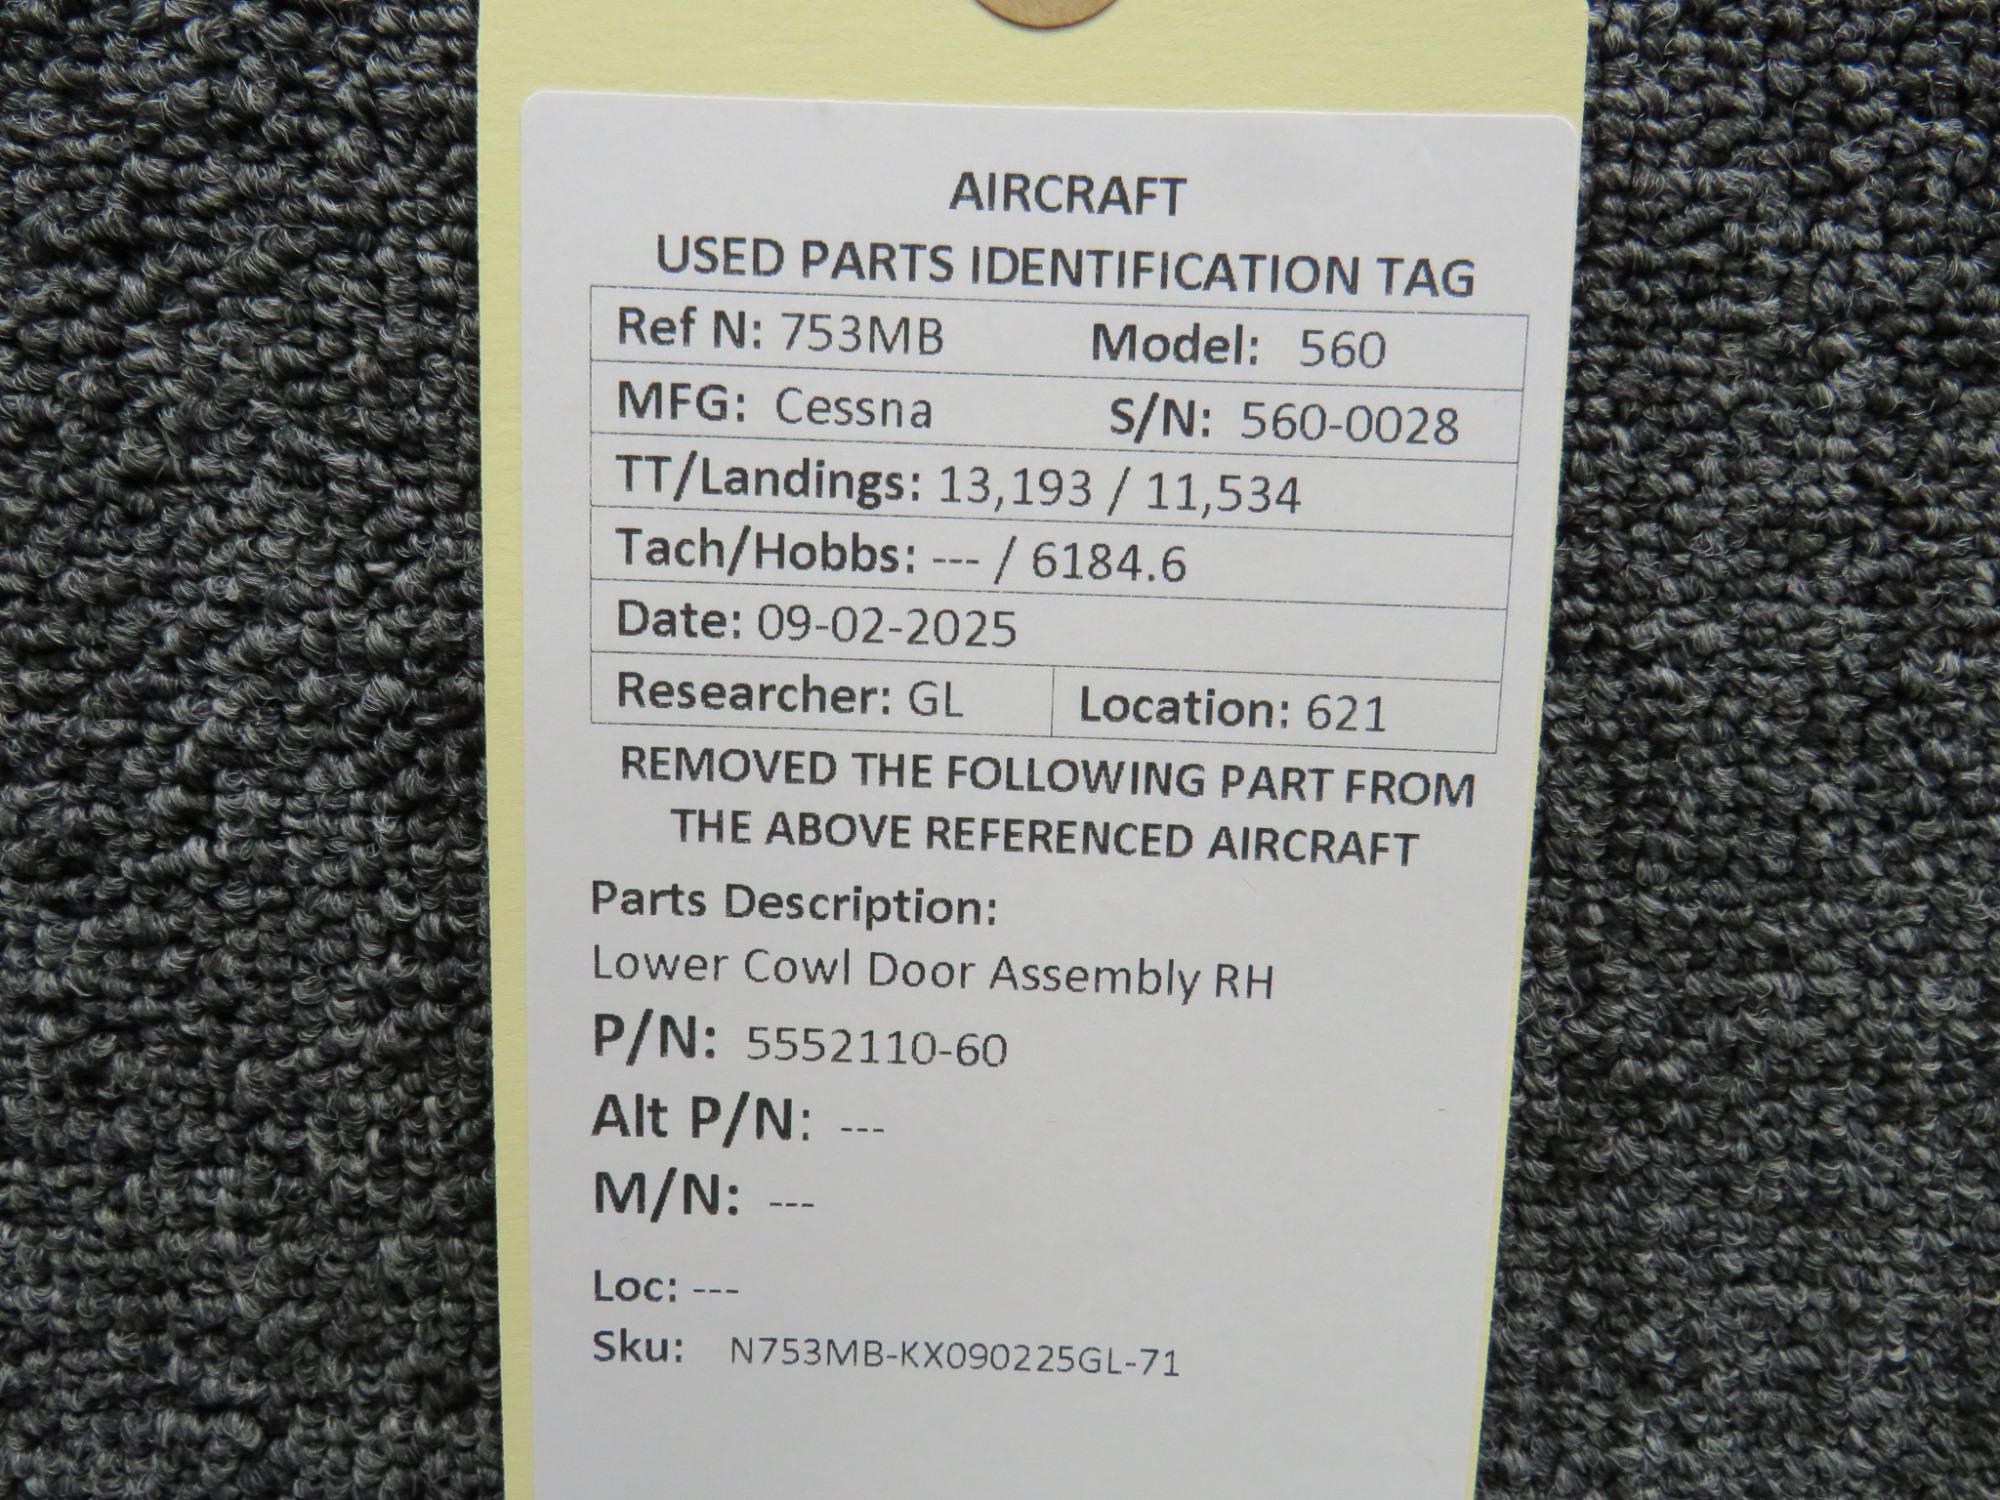 AIRCRAFT
USED PARTS IDENTIFICATION TAG
Ref N: 753MB Model: 560
MFG: Cessna S/N: 560-0028
TT/Landings: 13,193 / 11,534
Tach/Hobbs: --- / 6184.6
Date: 09-02-2025
Researcher: GL Location: 621
REMOVED THE FOLLOWING PART FROM
THE ABOVE REFERENCED AIRCRAFT
Parts Description:
Lower Cowl Door Assembly RH
P/N: 5552110-60
Alt P/N: ---
M/N: ---
Loc: ---
Sku: N753MB-KX090225GL-71